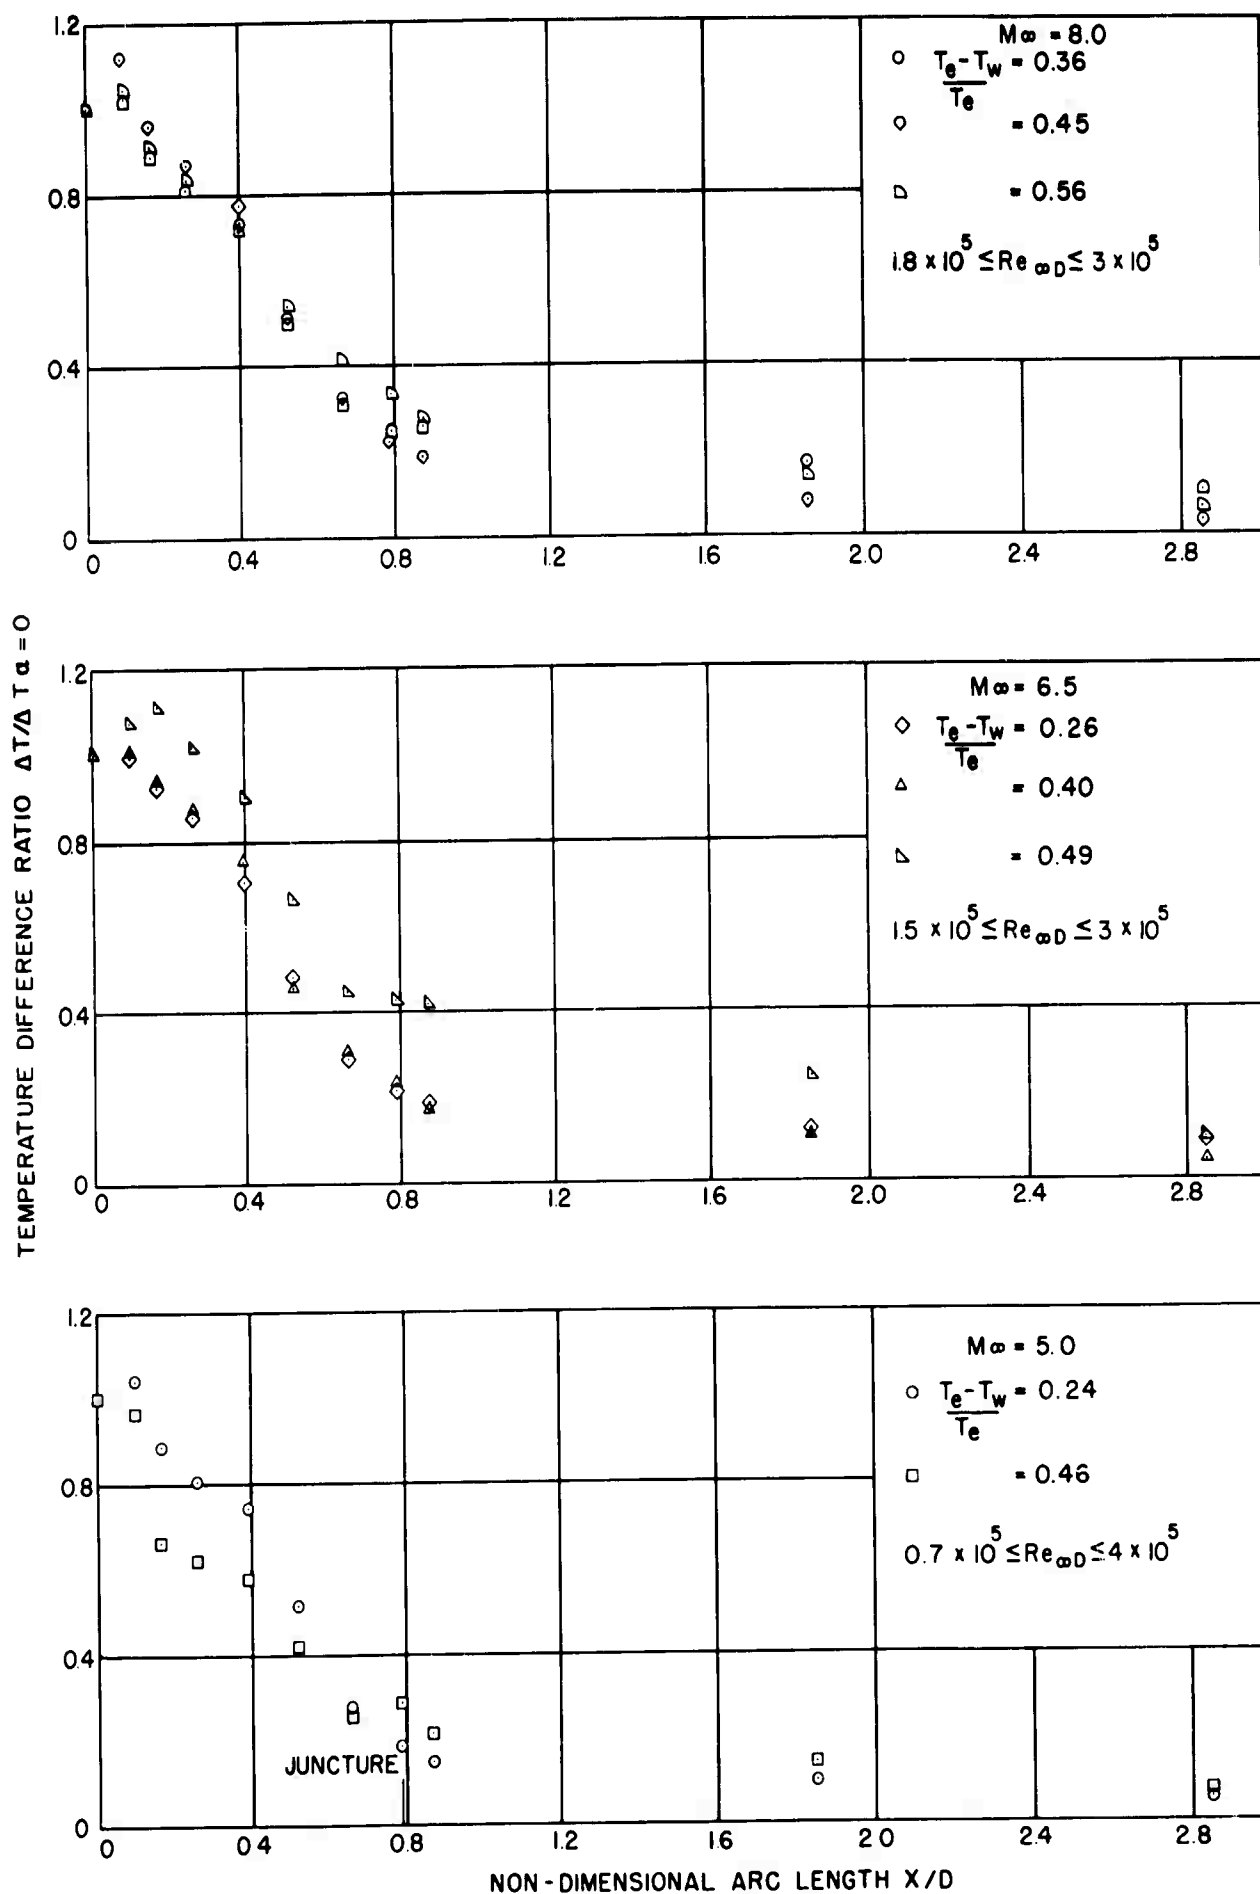 1.2
0.8
0.4
0
0 0.4 0.8 1.2 1.6 2.0 2.4 2.8
M∞ = 8.0
Te-Tw = 0.36
Te
= 0.45
= 0.56
1.8 x 10^5 ≤ Re∞D ≤ 3 x 10^5
TEMPERATURE DIFFERENCE RATIO ΔT/Δ Tα=0
1.2
0.8
0.4
0
0 0.4 0.8 1.2 1.6 2.0 2.4 2.8
M∞ = 6.5
Te-Tw = 0.26
Te
= 0.40
= 0.49
1.5 x 10^5 ≤ Re∞D ≤ 3 x 10^5
1.2
0.8
0.4
0
0 0.4 0.8 1.2 1.6 2.0 2.4 2.8
M∞ = 5.0
Te-Tw = 0.24
Te
= 0.46
0.7 x 10^5 ≤ Re∞D ≤ 4 x 10^5
JUNCTURE
NON-DIMENSIONAL ARC LENGTH X/D